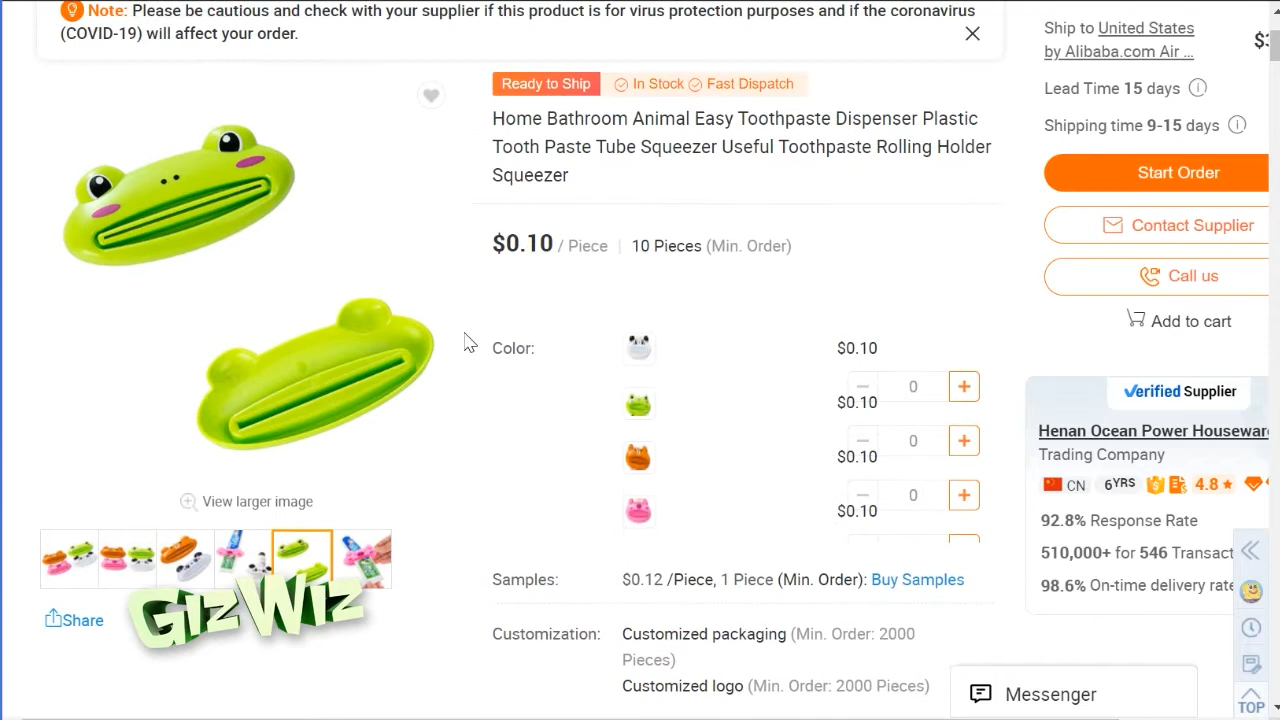 Note: Please be cautious and check with your supplier if this product is for virus protection purposes and if the coronavirus
(COVID-19) will affect your order.
Ship to United States
by Alibaba.com Air ...
Lead Time 15 days
Shipping time 9-15 days
Start Order
Contact Supplier
Call us
Add to cart
Ready to Ship In Stock Fast Dispatch
Home Bathroom Animal Easy Toothpaste Dispenser Plastic
Tooth Paste Tube Squeezer Useful Toothpaste Rolling Holder
Squeezer
$0.10 / Piece | 10 Pieces (Min. Order)
Color:
$0.10
0
$0.10
0
$0.10
0
$0.10
View larger image
Share
GizWiz
Samples: $0.12 /Piece, 1 Piece (Min. Order): Buy Samples
Customization: Customized packaging (Min. Order: 2000
Pieces)
Customized logo (Min. Order: 2000 Pieces)
Verified Supplier
Henan Ocean Power Houseware
Trading Company
CN 6YRS 4.8
92.8% Response Rate
510,000+ for 546 Transact
98.6% On-time delivery rate
Messenger
TOP